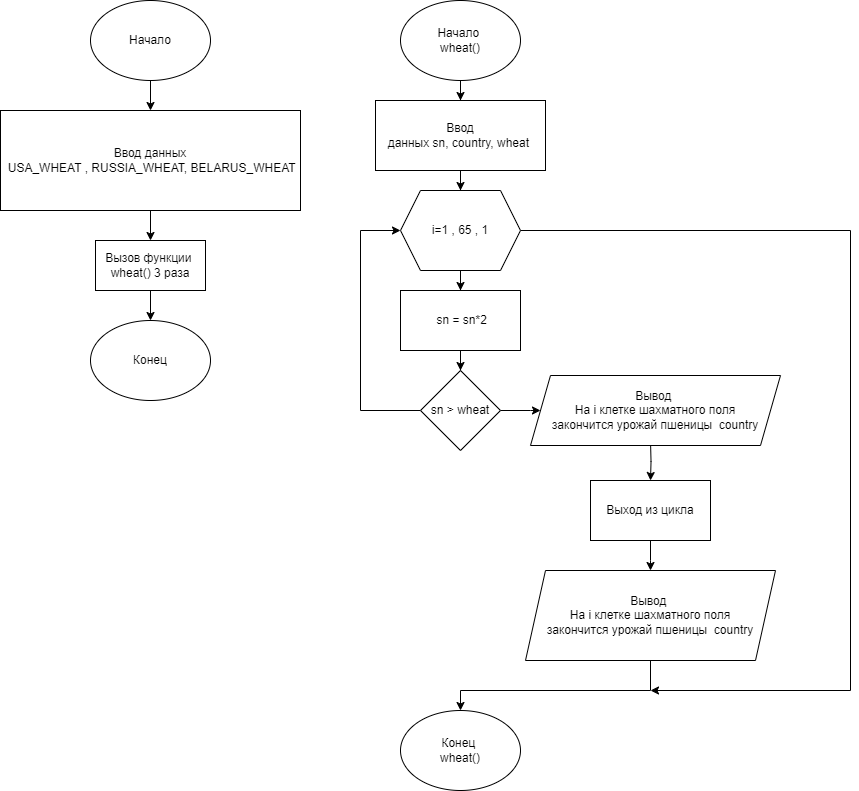 Начало
Ввод данных
USA_WHEAT , RUSSIA_WHEAT, BELARUS_WHEAT
Вызов функции
wheat() 3 раза
Конец
Начало
wheat()
Ввод
данных sn, country, wheat
i=1 , 65 , 1
sn = sn*2
sn > wheat
Вывод
На i клетке шахматного поля
закончится урожай пшеницы country
Выход из цикла
Вывод
На i клетке шахматного поля
закончится урожай пшеницы country
Конец
wheat()